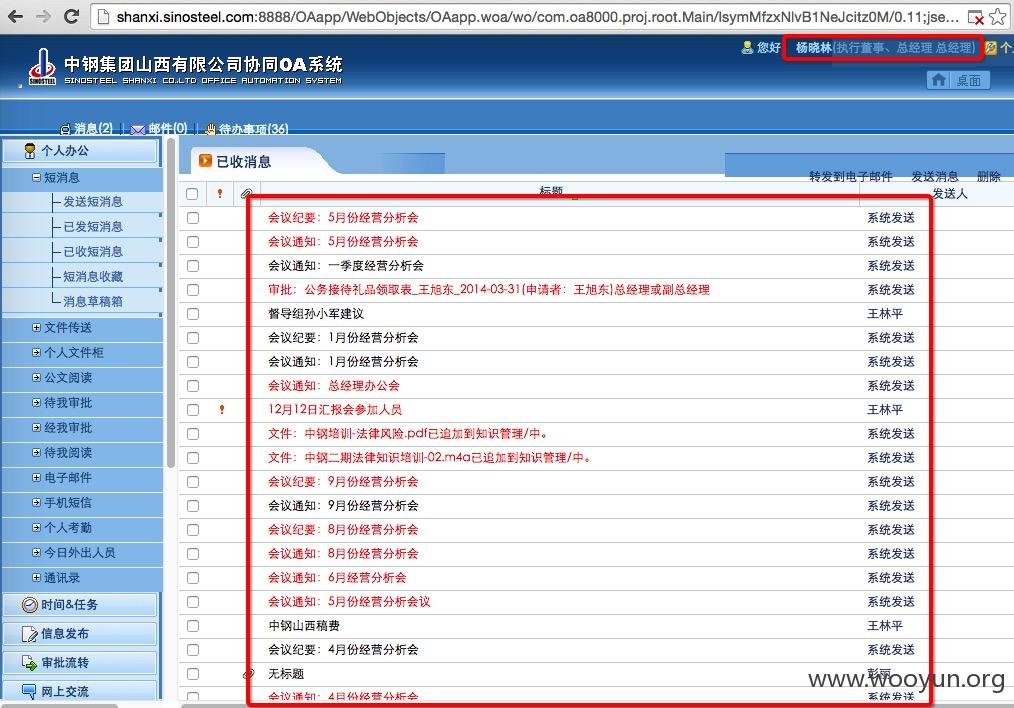 shanxi.sinosteel.com:8888/OAapp/WebObjects/OAapp.woa/wo/com.oa8000.proj.root.Main/IsymMfzxNlvB1NeJcitz0M/0.11;jse...
您好 杨晓林(执行董事、总经理 总经理) 个
SINOSTEEL
中钢集团山西有限公司协同OA系统
SINOSTEEL SHANXI CO.LTD OFFICE AUTOMATION SYSTEM
桌面
消息(2) 邮件(0) 待办事项(36)
个人办公
短消息
发送短消息
已发短消息
已收短消息
短消息收藏
消息草稿箱
文件传送
个人文件柜
公文阅读
待我审批
经我审批
待我阅读
电子邮件
手机短信
个人考勤
今日外出人员
通讯录
时间&任务
信息发布
审批流转
网上交流
已收消息
转发到电子邮件 发送消息 删除
标题 发送人
会议纪要：5月份经营分析会 系统发送
会议通知：5月份经营分析会 系统发送
会议通知：一季度经营分析会 系统发送
审批：公务接待礼品领取表_王旭东_2014-03-31(申请者：王旭东)总经理或副总经理 系统发送
督导组孙小军建议 王林平
会议纪要：1月份经营分析会 系统发送
会议通知：1月份经营分析会 系统发送
会议通知：总经理办公会 系统发送
12月12日汇报会参加人员 王林平
文件：中钢培训-法律风险.pdf已追加到知识管理/中。 系统发送
文件：中钢二期法律知识培训-02.m4a已追加到知识管理/中。 系统发送
会议纪要：9月份经营分析会 系统发送
会议通知：9月份经营分析会 系统发送
会议纪要：8月份经营分析会 系统发送
会议通知：8月份经营分析会 系统发送
会议通知：6月经营分析会 系统发送
会议通知：5月份经营分析会议 系统发送
中钢山西稿费 王林平
会议纪要：4月份经营分析会 系统发送
无标题 彭丽
会议通知：4月份经营分析会 系统发送
www.wooyun.org